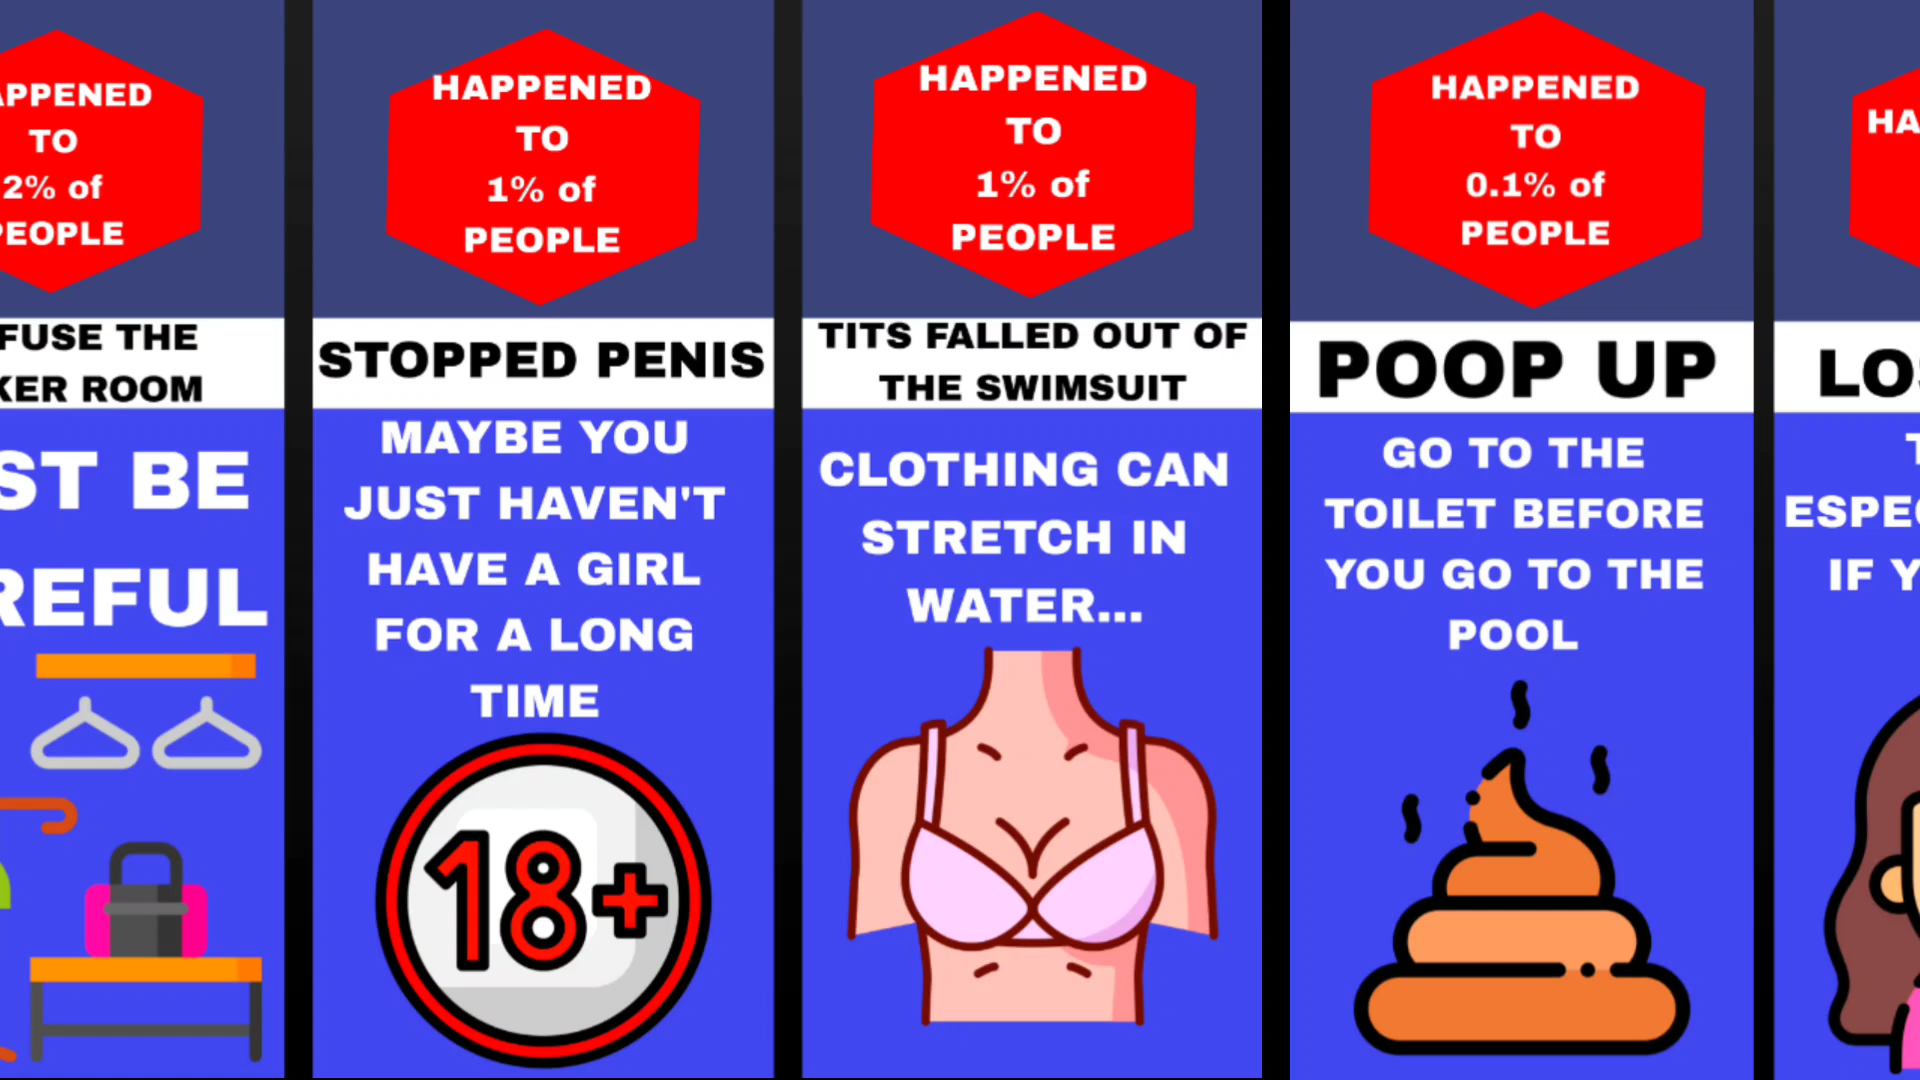 APPENED
TO
2% of
PEOPLE
FUSE THE
KER ROOM
ST BE
REFUL
HAPPENED
TO
1% of
PEOPLE
STOPPED PENIS
MAYBE YOU
JUST HAVEN'T
HAVE A GIRL
FOR A LONG
TIME
18+
HAPPENED
TO
1% of
PEOPLE
TITS FALLED OUT OF
THE SWIMSUIT
CLOTHING CAN
STRETCH IN
WATER...
HAPPENED
TO
0.1% of
PEOPLE
POOP UP
GO TO THE
TOILET BEFORE
YOU GO TO THE
POOL
HA
LOS
T
ESPEC
IF Y